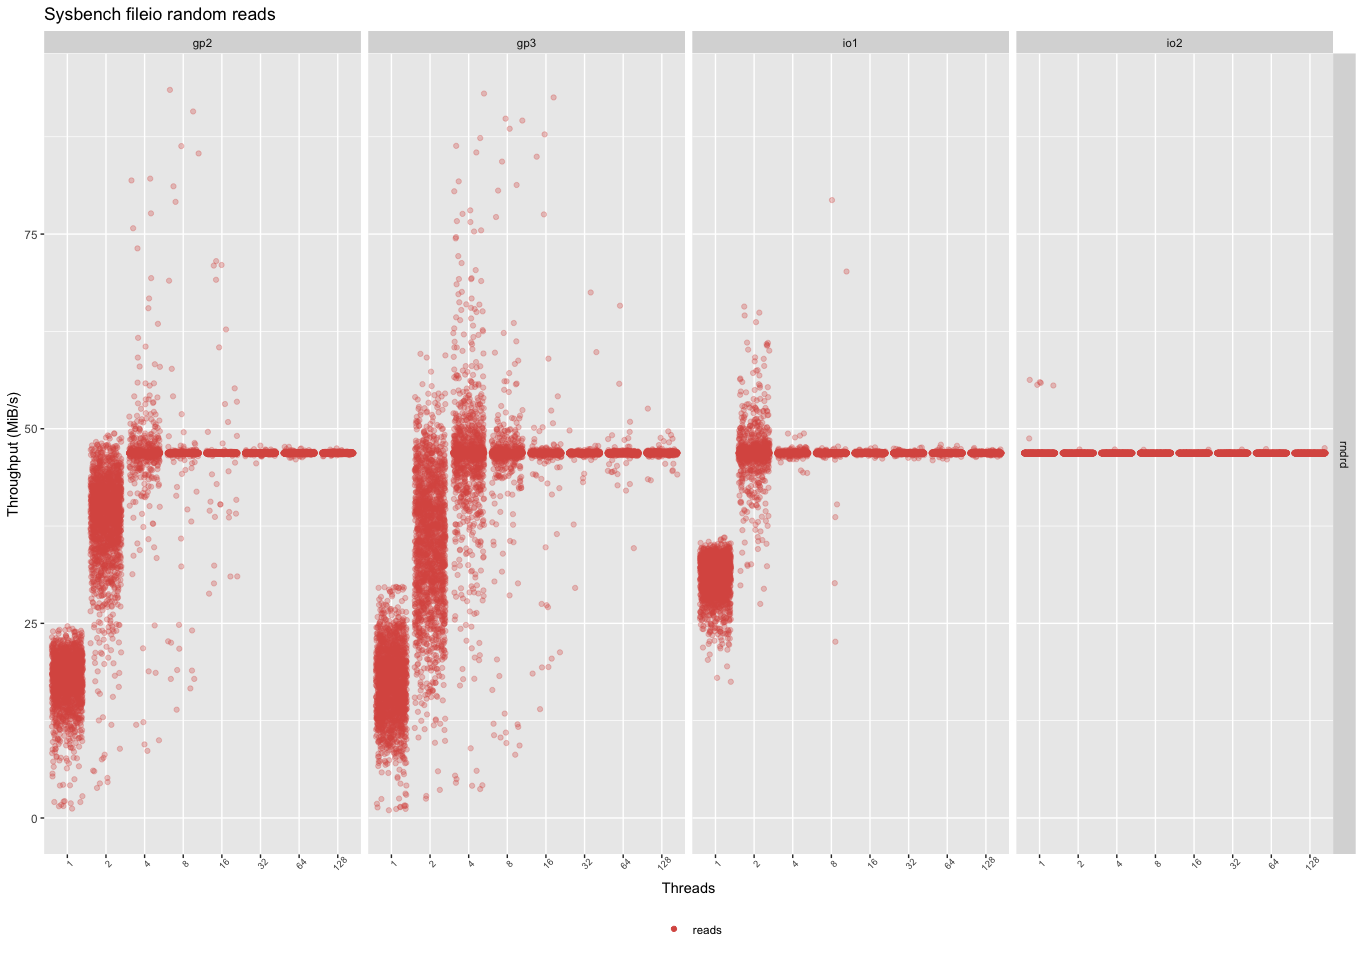 Sysbench fileio random reads
gp2 gp3 io1 io2
Throughput (MiB/s)
75
50
25
0
rndrd
1 2 4 8 16 32 64 128 1 2 4 8 16 32 64 128 1 2 4 8 16 32 64 128 1 2 4 8 16 32 64 128
Threads
reads